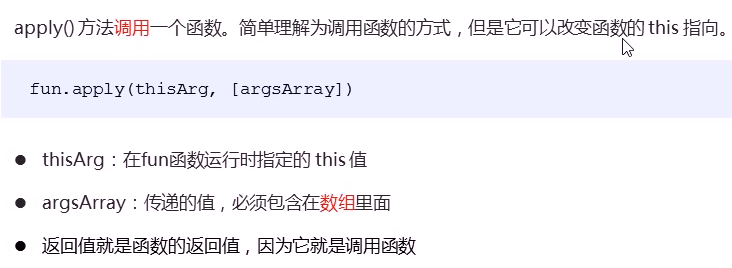 apply() 方法调用一个函数。简单理解为调用函数的方式，但是它可以改变函数的 this 指向。
fun.apply(thisArg, [argsArray])
● thisArg：在fun函数运行时指定的 this 值
● argsArray：传递的值，必须包含在数组里面
● 返回值就是函数的返回值，因为它就是调用函数